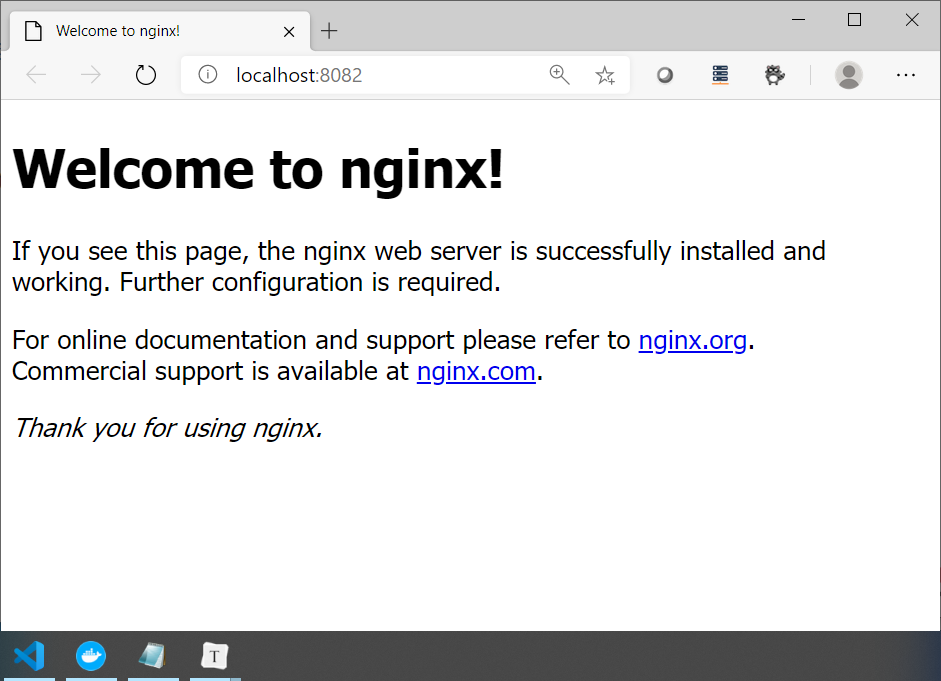 Welcome to nginx!
localhost:8082
Welcome to nginx!
If you see this page, the nginx web server is successfully installed and
working. Further configuration is required.
For online documentation and support please refer to nginx.org.
Commercial support is available at nginx.com.
Thank you for using nginx.
T